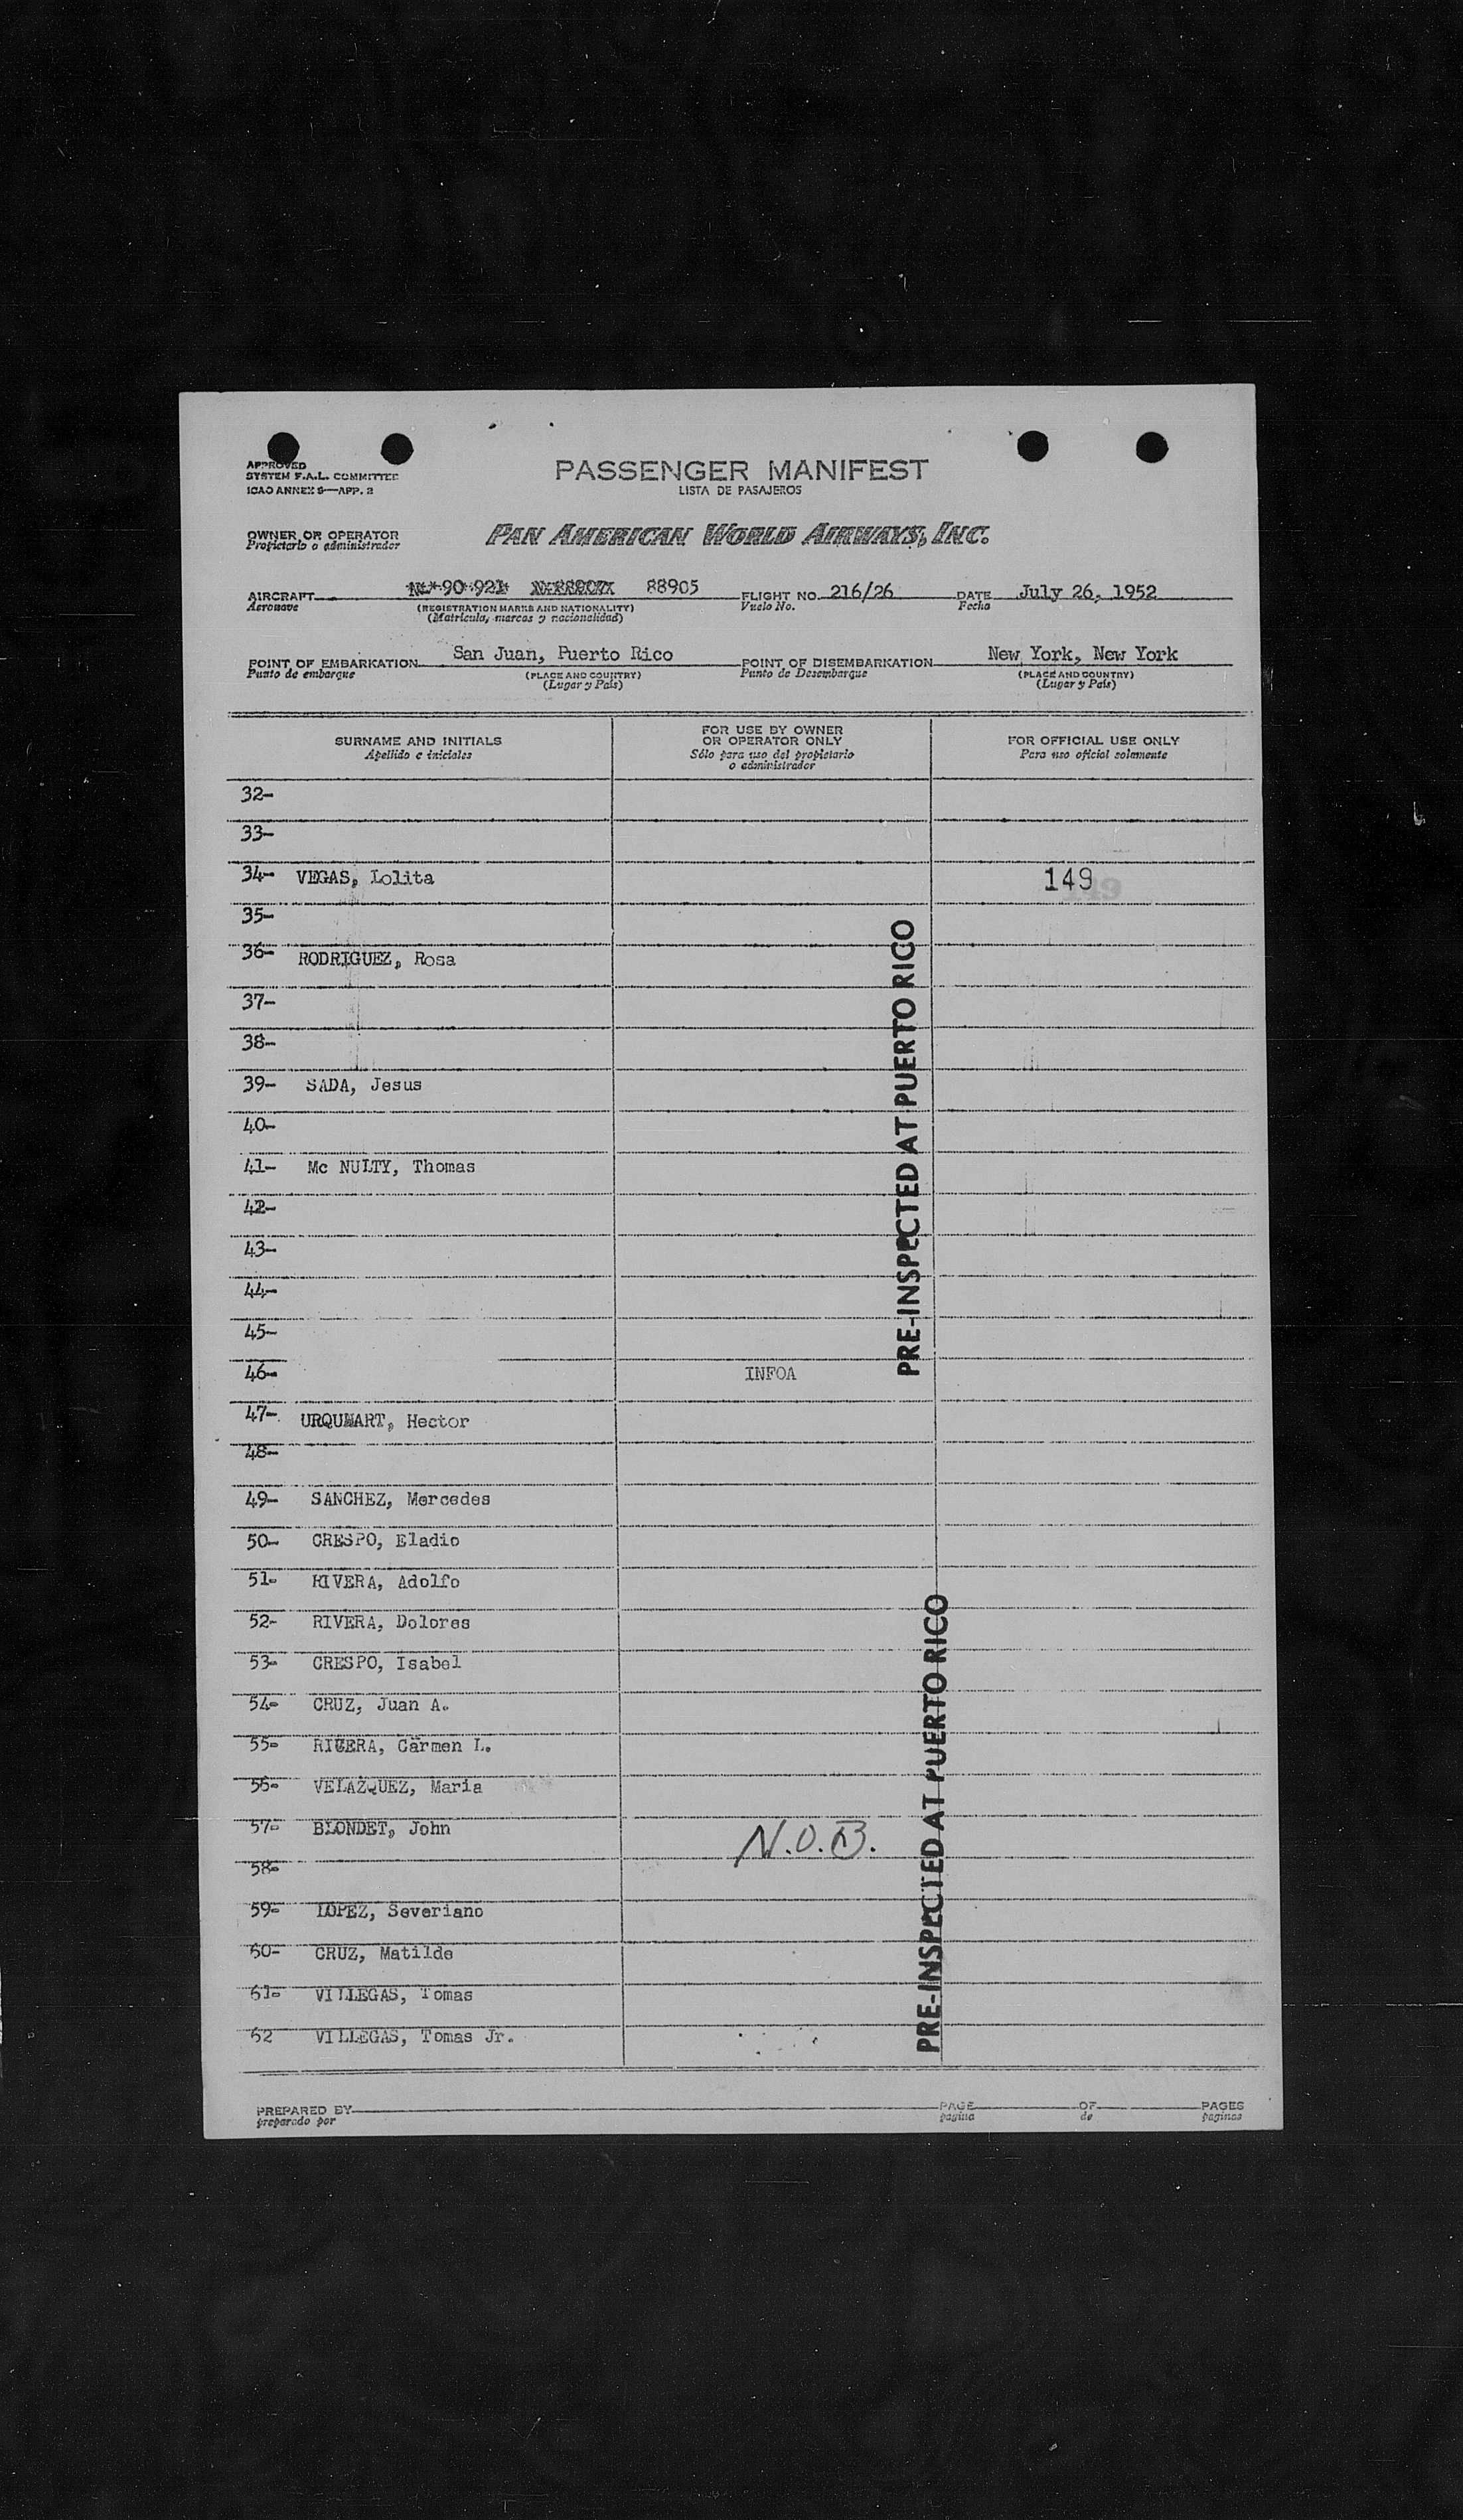 APPROVED
SYSTEM F.A.L. COMMITTEE
ICAO ANNEX 9—APP. 2
PASSENGER MANIFEST
LISTA DE PASAJEROS
OWNER OR OPERATOR
Propietario o administrador
PAN AMERICAN WORLD AIRWAYS, INC.
AIRCRAFT 88905 FLIGHT NO. 216/26 DATE July 26, 1952
Aeronave (REGISTRATION MARKS AND NATIONALITY) Vuelo No. Fecha
(Matricula, marcas y nacionalidad)
POINT OF EMBARKATION San Juan, Puerto Rico POINT OF DISEMBARKATION New York, New York
Punto de embarque (PLACE AND COUNTRY) Punto de Desembarque (PLACE AND COUNTRY)
(Lugar y País) (Lugar y País)
SURNAME AND INITIALS
Apellido e iniciales
FOR USE BY OWNER
OR OPERATOR ONLY
Sólo para uso del propietario
o administrador
FOR OFFICIAL USE ONLY
Para uso oficial solamente
32-
33-
34- VEGAS, Lolita 149
35-
36- RODRIGUEZ, Rosa
37-
38-
39- SADA, Jesus
40-
41- Mc NULTY, Thomas
42-
43-
44-
45-
46- INFOA
47- URQUMART, Hector
48-
49- SANCHEZ, Mercedes
50- CRESPO, Eladio
51- RIVERA, Adolfo
52- RIVERA, Dolores
53- CRESPO, Isabel
54- CRUZ, Juan A.
55- RIVERA, Carmen L.
56- VELAZQUEZ, Maria
57- BLONDET, John N.O.B.
58-
59- LOPEZ, Severiano
60- CRUZ, Matilde
61- VILLEGAS, Tomas
62 VILLEGAS, Tomas Jr.
PRE-INSPECTED AT PUERTO RICO
PRE-INSPECTED AT PUERTO RICO
PREPARED BY PAGE OF PAGES
preparado por pagina de paginas